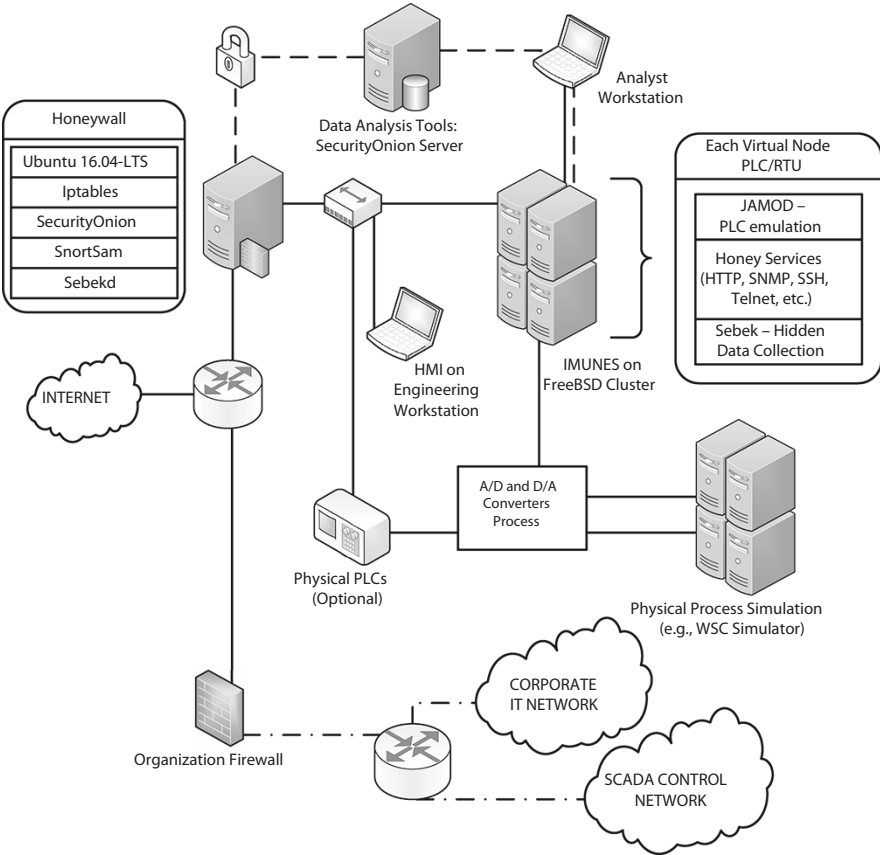 Analyst
Workstation
Data Analysis Tools:
SecurityOnion Server
Honeywall
Ubuntu 16.04-LTS
Iptables
SecurityOnion
SnortSam
Sebekd
Each Virtual Node
PLC/RTU
JAMOD –
PLC emulation
Honey Services
(HTTP, SNMP, SSH,
Telnet, etc.)
Sebek – Hidden
Data Collection
HMI on
Engineering
Workstation
IMUNES on
FreeBSD Cluster
INTERNET
A/D and D/A
Converters
Process
Physical PLCs
(Optional)
Physical Process Simulation
(e.g., WSC Simulator)
CORPORATE
IT NETWORK
Organization Firewall
SCADA CONTROL
NETWORK